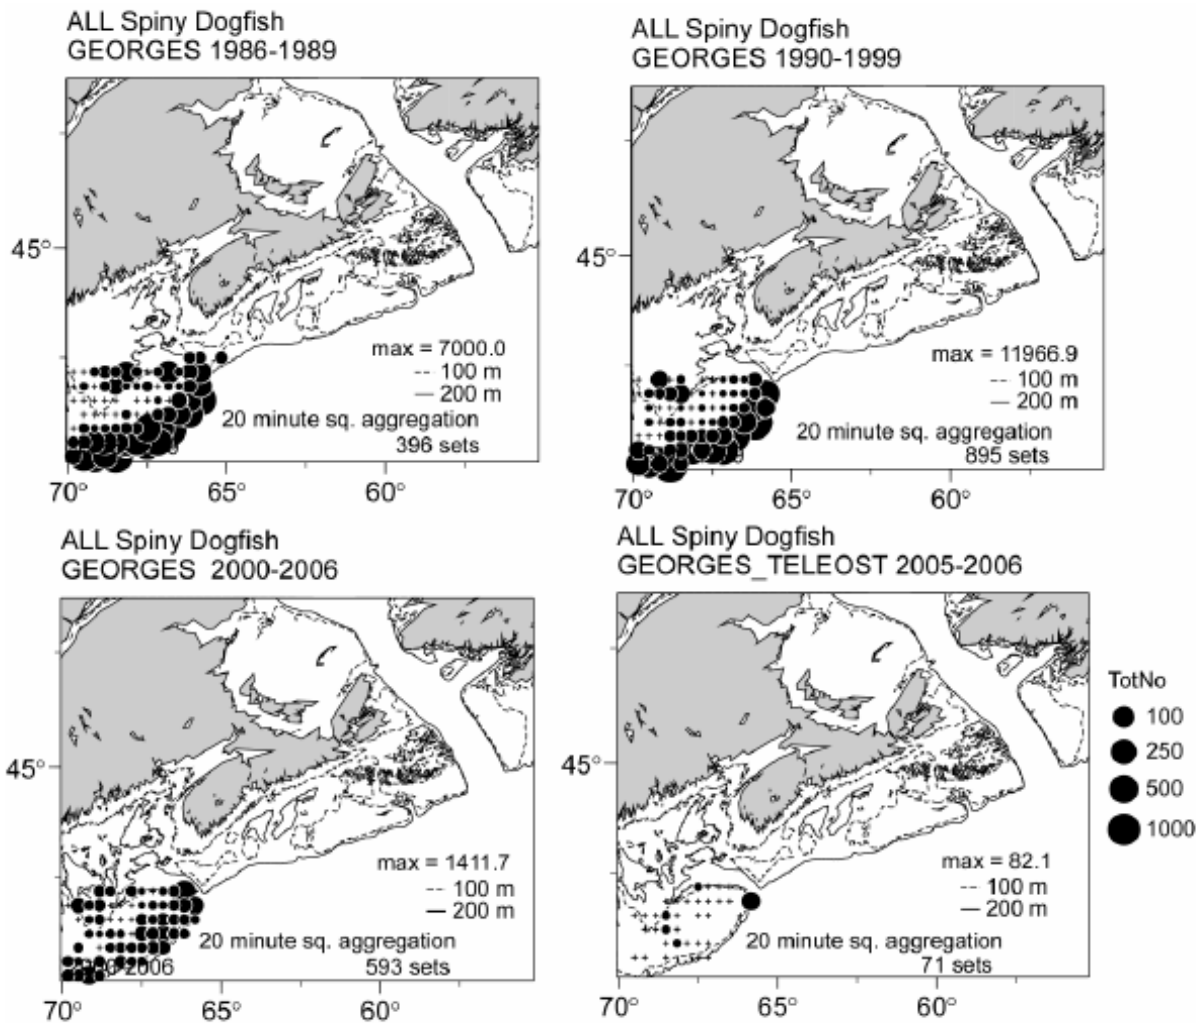 ALL Spiny Dogfish
GEORGES 1986-1989
45°
max = 7000.0
100 m
200 m
20 minute sq. aggregation
396 sets
70°
65°
60°
ALL Spiny Dogfish
GEORGES 1990-1999
45°
max = 11966.9
100 m
200 m
20 minute sq. aggregation
895 sets
70°
65°
60°
ALL Spiny Dogfish
GEORGES 2000-2006
45°
max = 1411.7
100 m
200 m
20 minute sq. aggregation
2006
593 sets
70°
65°
60°
ALL Spiny Dogfish
GEORGES_TELEOST 2005-2006
45°
max = 82.1
100 m
200 m
20 minute sq. aggregation
71 sets
70°
65°
60°
TotNo
100
250
500
1000